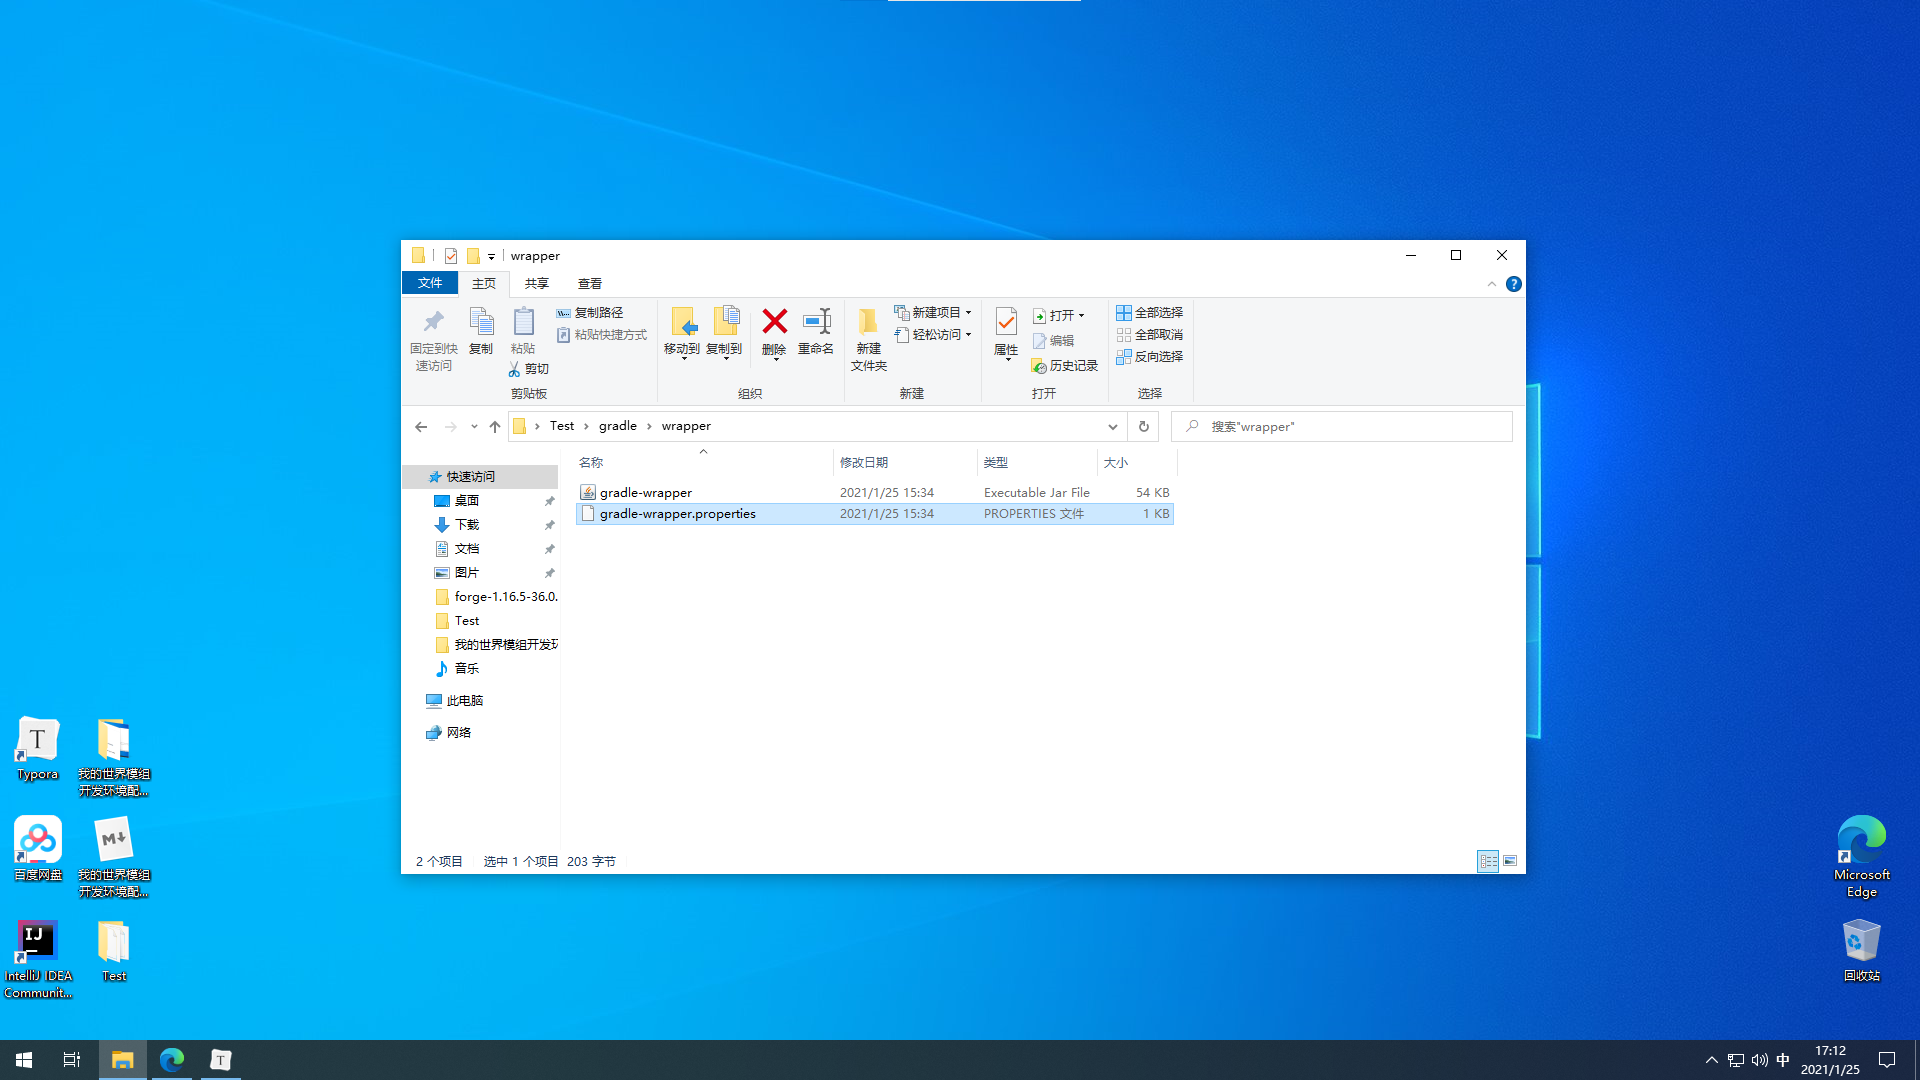 wrapper
文件
主页
共享
查看
?
固定到快
速访问
复制
粘贴
复制路径
粘贴快捷方式
剪切
剪贴板
移动到
复制到
删除
重命名
组织
新建
文件夹
新建项目
轻松访问
新建
属性
打开
编辑
历史记录
打开
全部选择
全部取消
反向选择
选择
Test
gradle
wrapper
搜索"wrapper"
名称
修改日期
类型
大小
gradle-wrapper
2021/1/25 15:34
Executable Jar File
54 KB
gradle-wrapper.properties
2021/1/25 15:34
PROPERTIES 文件
1 KB
快速访问
桌面
下载
文档
图片
forge-1.16.5-36.0.
Test
我的世界模组开发环
音乐
此电脑
网络
2 个项目
选中 1 个项目
203 字节
T
Typora
我的世界模组
开发环境配...
百度网盘
M
我的世界模组
开发环境配...
IJ
IntelliJ IDEA
Communit...
Test
Microsoft
Edge
回收站
T
中
17:12
2021/1/25